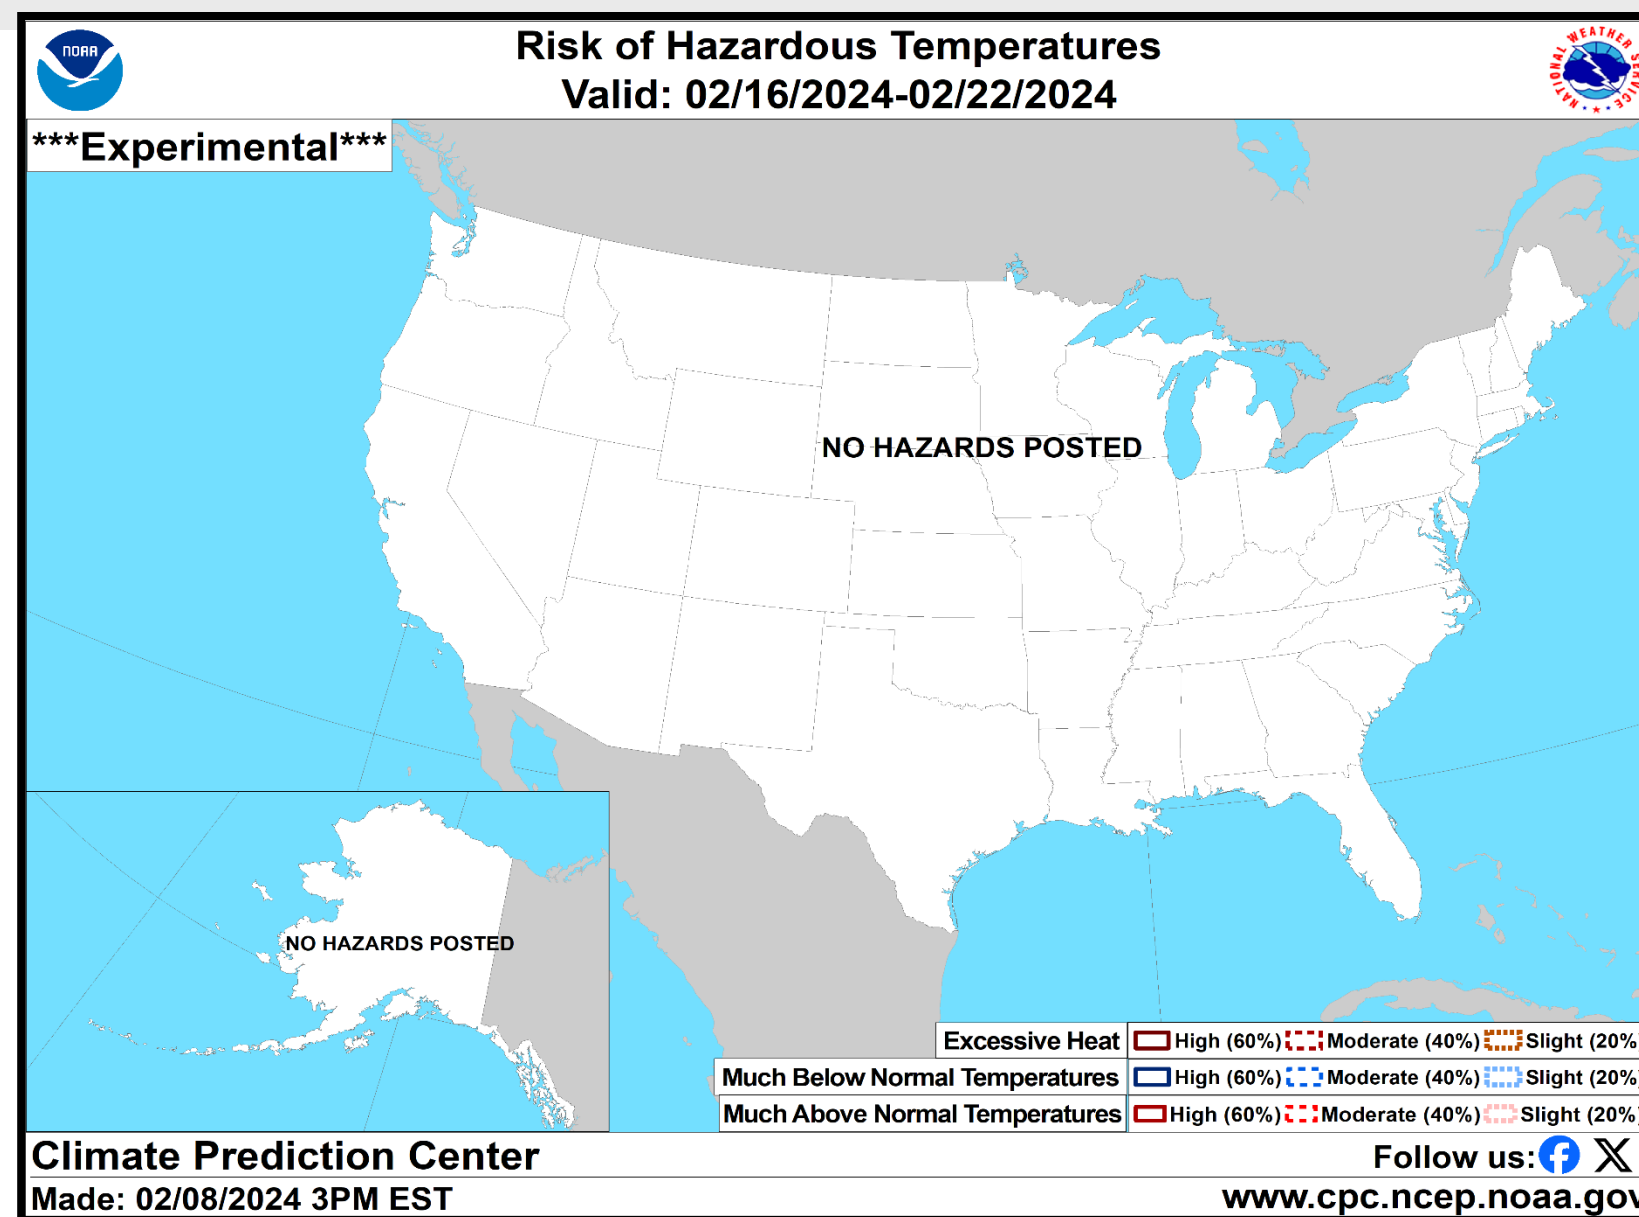 NOAA
Risk of Hazardous Temperatures
Valid: 02/16/2024-02/22/2024
NATIONAL WEATHER SERVICE
***Experimental***
NO HAZARDS POSTED
NO HAZARDS POSTED
Excessive Heat High (60%) Moderate (40%) Slight (20%)
Much Below Normal Temperatures High (60%) Moderate (40%) Slight (20%)
Much Above Normal Temperatures High (60%) Moderate (40%) Slight (20%)
Climate Prediction Center
Follow us:
Made: 02/08/2024 3PM EST
www.cpc.ncep.noaa.gov